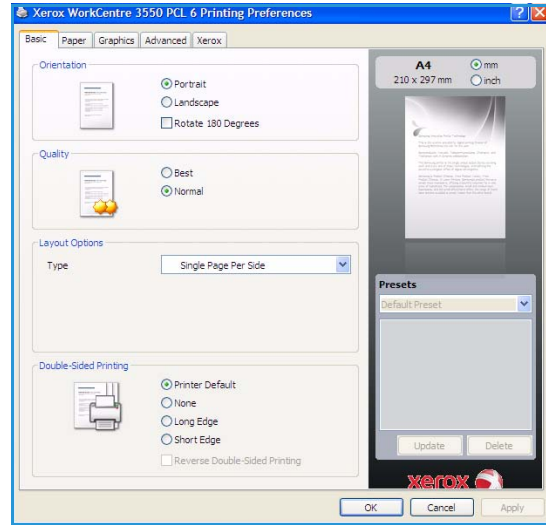 Xerox WorkCentre 3550 PCL 6 Printing Preferences
Basic Paper Graphics Advanced Xerox
Orientation
Portrait
Landscape
Rotate 180 Degrees
Quality
Best
Normal
Layout Options
Type Single Page Per Side
Double-Sided Printing
Printer Default
None
Long Edge
Short Edge
Reverse Double-Sided Printing
A4
210 x 297 mm
mm
inch
Presets
Default Preset
Update Delete
xerox
OK Cancel Apply